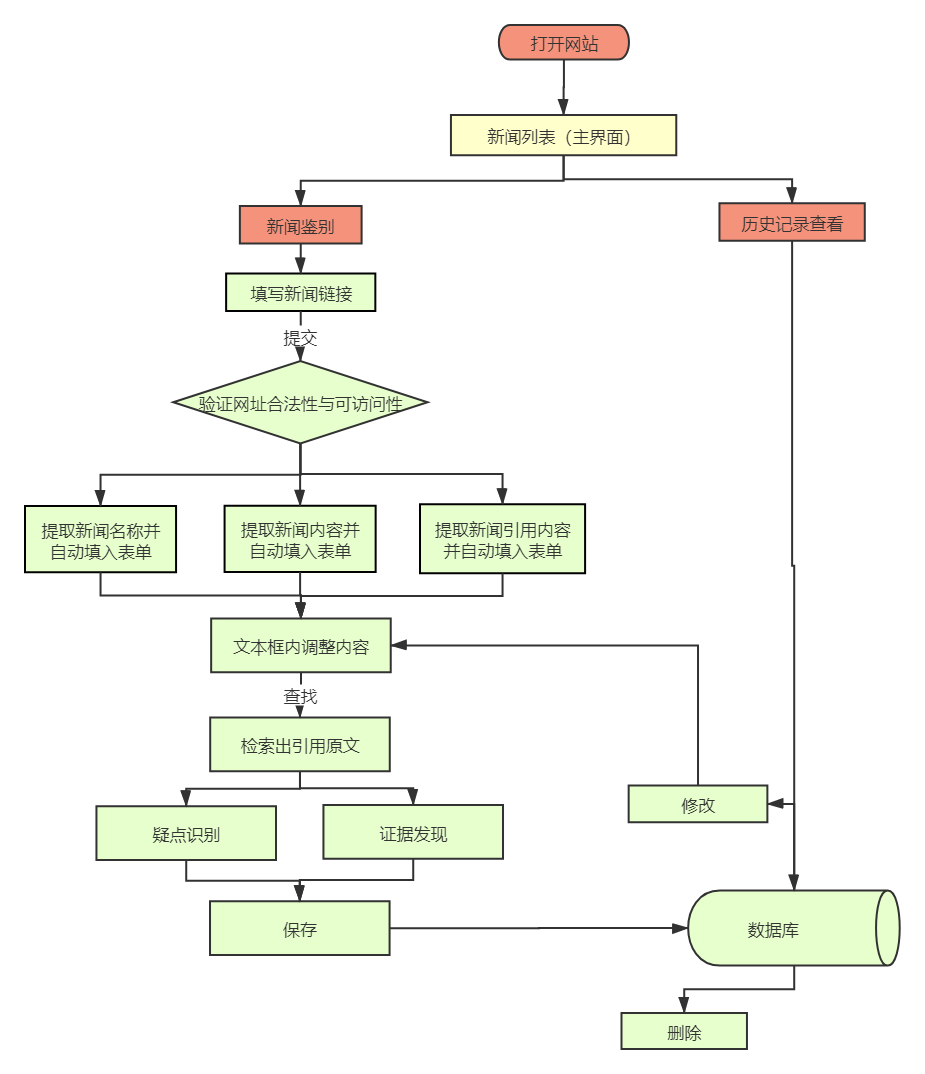 打开网站
新闻列表（主界面）
新闻鉴别
历史记录查看
填写新闻链接
提交
验证网址合法性与可访问性
提取新闻名称并
自动填入表单
提取新闻内容并
自动填入表单
提取新闻引用内容
并自动填入表单
文本框内调整内容
查找
检索出引用原文
修改
疑点识别
证据发现
保存
数据库
删除